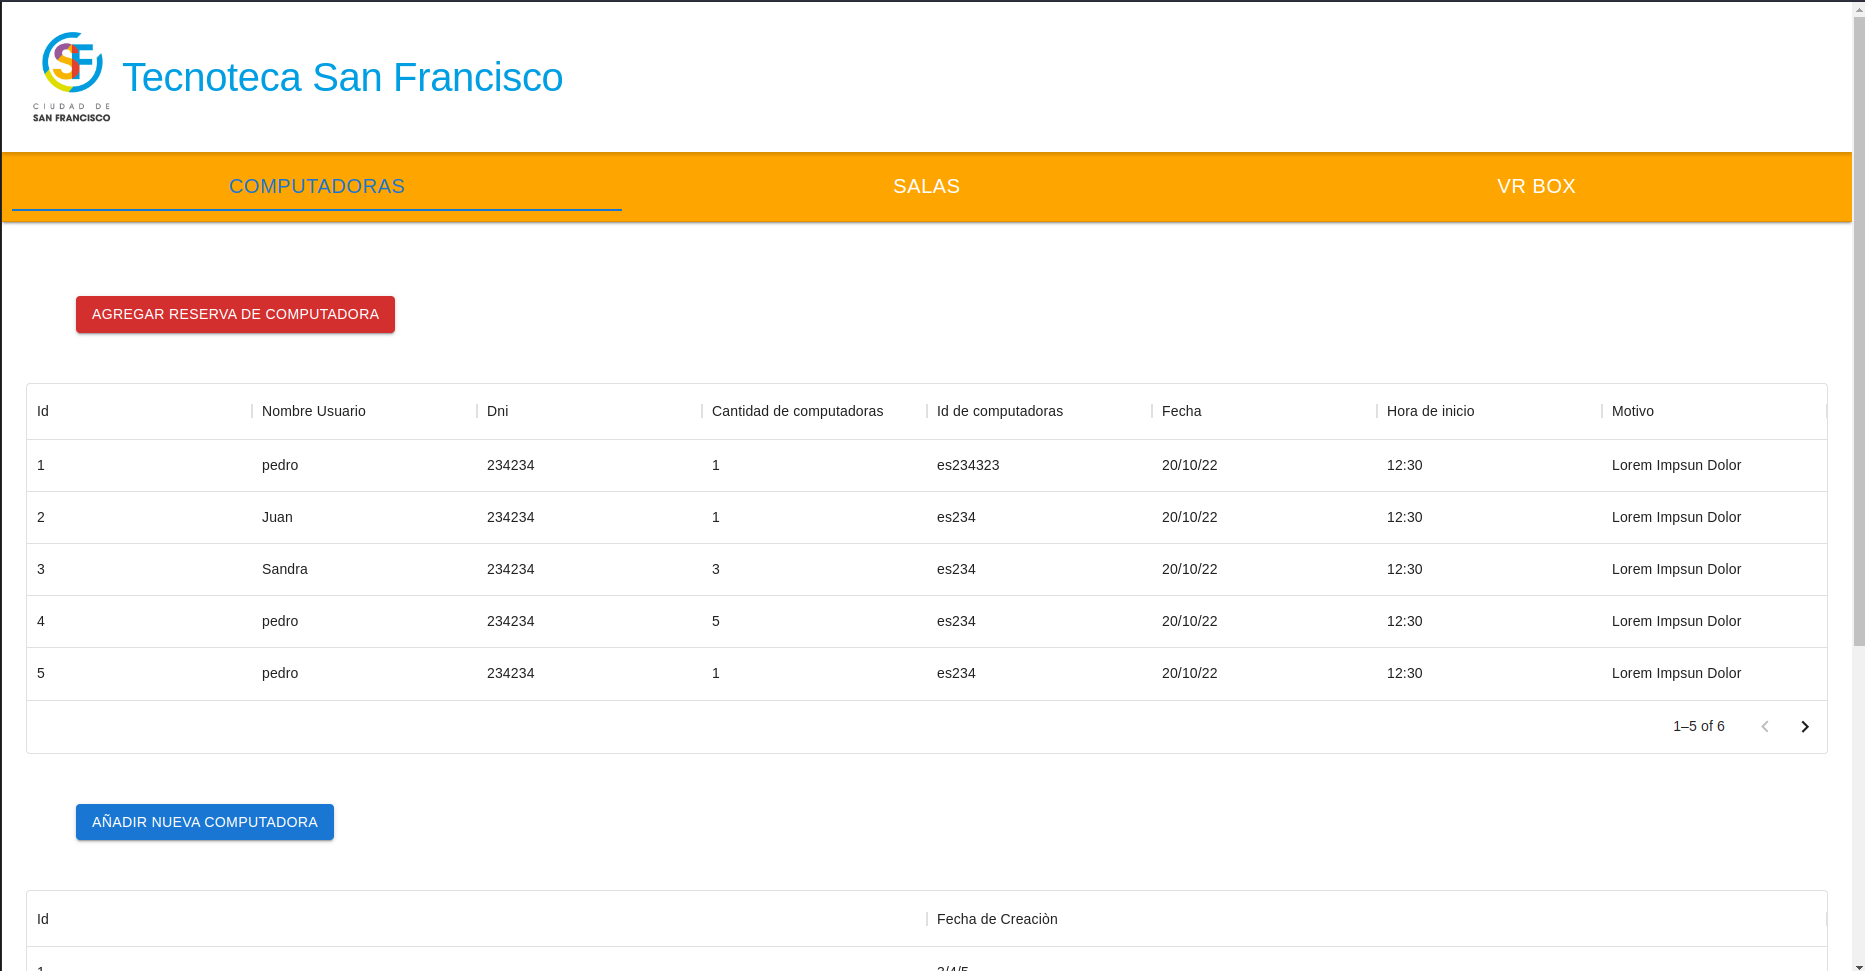 SF
CIUDAD DE
SAN FRANCISCO
Tecnoteca San Francisco
COMPUTADORAS SALAS VR BOX
AGREGAR RESERVA DE COMPUTADORA
Id Nombre Usuario Dni Cantidad de computadoras Id de computadoras Fecha Hora de inicio Motivo
1 pedro 234234 1 es234323 20/10/22 12:30 Lorem Impsun Dolor
2 Juan 234234 1 es234 20/10/22 12:30 Lorem Impsun Dolor
3 Sandra 234234 3 es234 20/10/22 12:30 Lorem Impsun Dolor
4 pedro 234234 5 es234 20/10/22 12:30 Lorem Impsun Dolor
5 pedro 234234 1 es234 20/10/22 12:30 Lorem Impsun Dolor
1–5 of 6
AÑADIR NUEVA COMPUTADORA
Id Fecha de Creaciòn